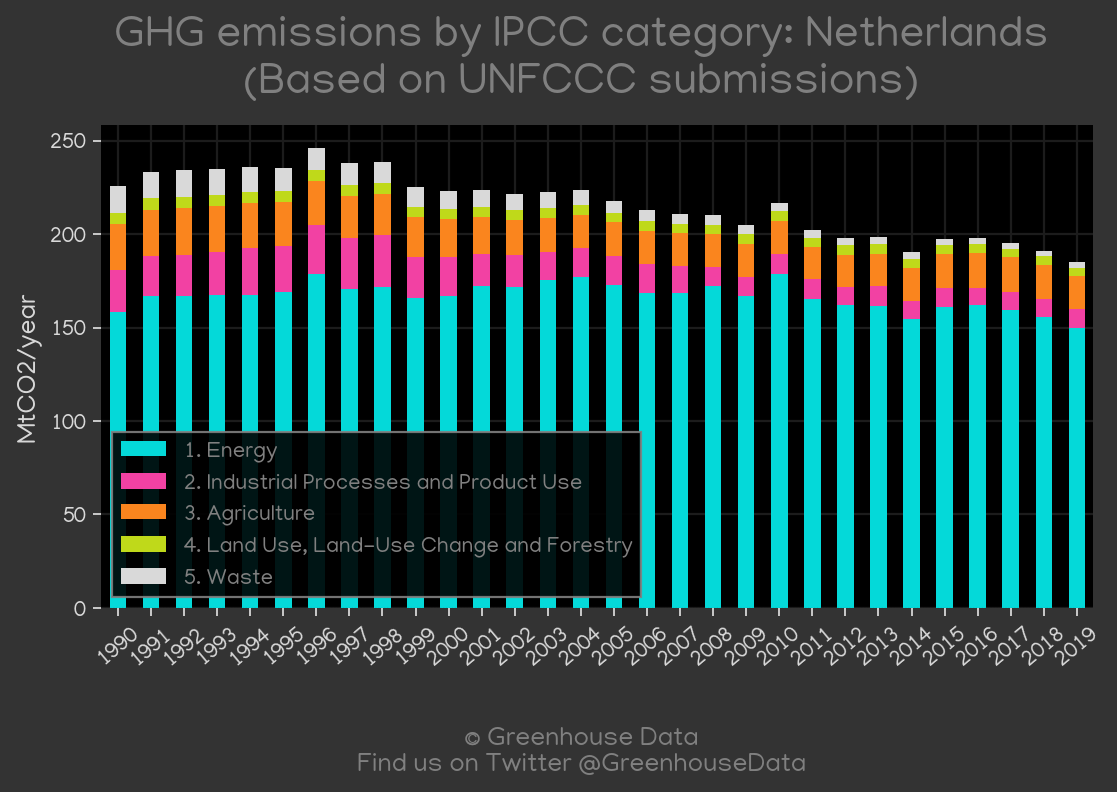 GHG emissions by IPCC category: Netherlands
(Based on UNFCCC submissions)
MtCO2/year
250
200
150
100
50
0
1. Energy
2. Industrial Processes and Product Use
3. Agriculture
4. Land Use, Land-Use Change and Forestry
5. Waste
1990 1991 1992 1993 1994 1995 1996 1997 1998 1999 2000 2001 2002 2003 2004 2005 2006 2007 2008 2009 2010 2011 2012 2013 2014 2015 2016 2017 2018 2019
© Greenhouse Data
Find us on Twitter @GreenhouseData